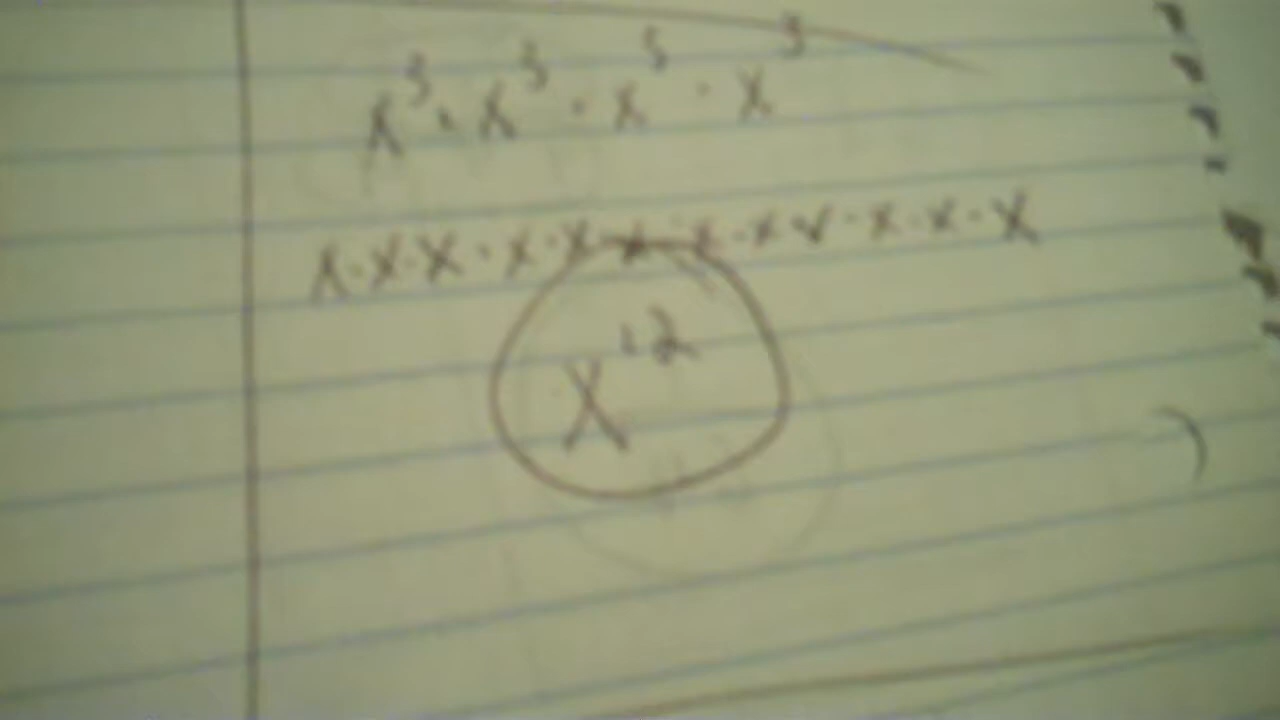 x³ · x³ · x³ · x³
x · x · x · x · x · x · x · x · x · x · x · x
x¹²